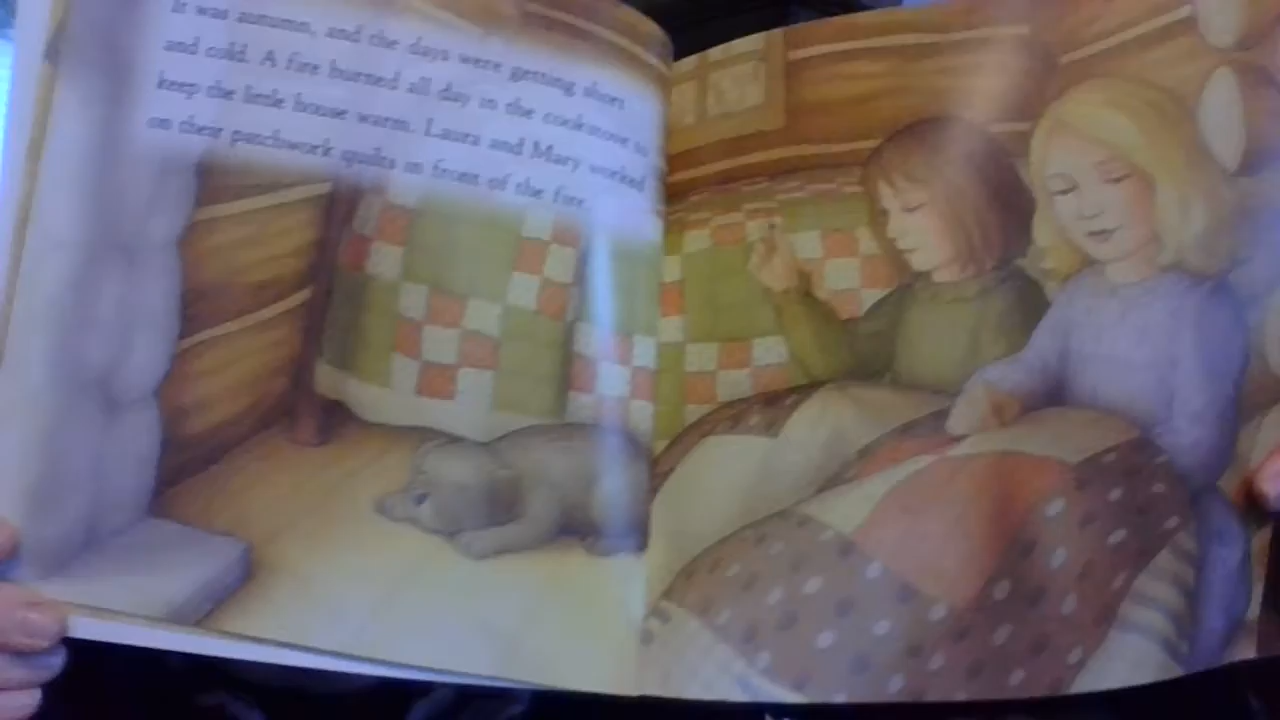 It was autumn, and the days were getting short
and cold. A fire burned all day in the cookstove to
keep the little house warm. Laura and Mary worked
on their patchwork quilts in front of the fire.